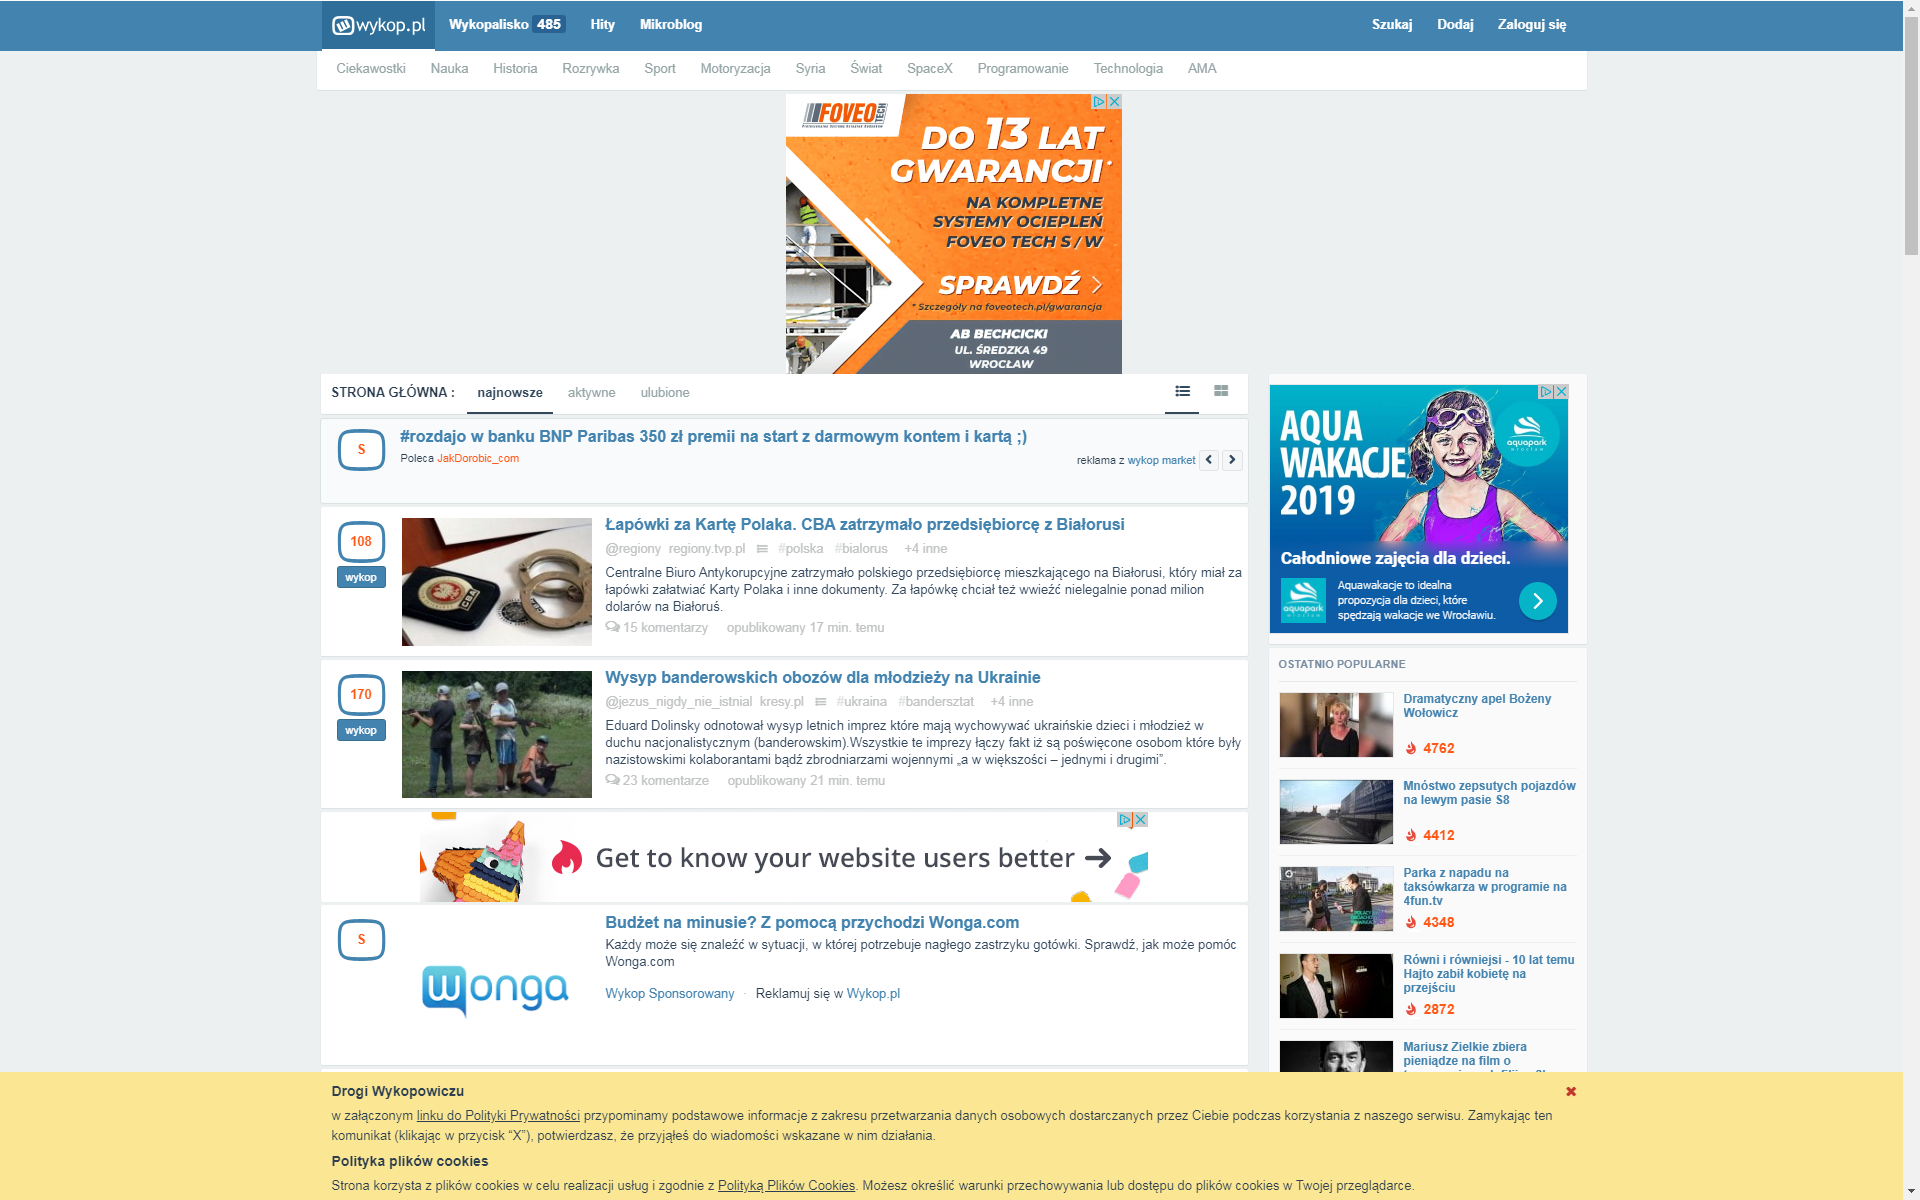 wykop.pl Wykopalisko 485 Hity Mikroblog Szukaj Dodaj Zaloguj się
Ciekawostki Nauka Historia Rozrywka Sport Motoryzacja Syria Świat SpaceX Programowanie Technologia AMA
FOVEO TECH
DO 13 LAT
GWARANCJI*
NA KOMPLETNE
SYSTEMY OCIEPLEŃ
FOVEO TECH S / W
SPRAWDŹ
* Szczegóły na foveotech.pl/gwarancja
AB BECHCICKI
UL. ŚREDZKA 49
WROCŁAW
STRONA GŁÓWNA : najnowsze aktywne ulubione
S
#rozdajo w banku BNP Paribas 350 zł premii na start z darmowym kontem i kartą ;)
Poleca JakDorobic_com
reklama z wykop market
108
wykop
CBA
Łapówki za Kartę Polaka. CBA zatrzymało przedsiębiorcę z Białorusi
@regiony regiony.tvp.pl #polska #bialorus +4 inne
Centralne Biuro Antykorupcyjne zatrzymało polskiego przedsiębiorcę mieszkającego na Białorusi, który miał za
łapówki załatwiać Karty Polaka i inne dokumenty. Za łapówkę chciał też wwieźć nielegalnie ponad milion
dolarów na Białoruś.
15 komentarzy opublikowany 17 min. temu
170
wykop
Wysyp banderowskich obozów dla młodzieży na Ukrainie
@jezus_nigdy_nie_istnial kresy.pl #ukraina #bandersztat +4 inne
Eduard Dolinsky odnotował wysyp letnich imprez które mają wychowywać ukraińskie dzieci i młodzież w
duchu nacjonalistycznym (banderowskim).Wszystkie te imprezy łączy fakt iż są poświęcone osobom które były
nazistowskimi kolaborantami bądź zbrodniarzami wojennymi „a w większości – jednymi i drugimi”.
23 komentarze opublikowany 21 min. temu
Get to know your website users better
S
wonga
Budżet na minusie? Z pomocą przychodzi Wonga.com
Każdy może się znaleźć w sytuacji, w której potrzebuje nagłego zastrzyku gotówki. Sprawdź, jak może pomóc
Wonga.com
Wykop Sponsorowany · Reklamuj się w Wykop.pl
AQUA
WAKACJE
2019
aquapark
wrocław
Całodniowe zajęcia dla dzieci.
aquapark
wrocław
Aquawakacje to idealna
propozycja dla dzieci, które
spędzają wakacje we Wrocławiu.
OSTATNIO POPULARNE
Dramatyczny apel Bożeny
Wołowicz
4762
Mnóstwo zepsutych pojazdów
na lewym pasie S8
4412
Parka z napadu na
taksówkarza w programie na
4fun.tv
4348
Równi i równiejsi - 10 lat temu
Hajto zabił kobietę na
przejściu
2872
Mariusz Zielkie zbiera
pieniądze na film o
Drogi Wykopowiczu
w załączonym linku do Polityki Prywatności przypominamy podstawowe informacje z zakresu przetwarzania danych osobowych dostarczanych przez Ciebie podczas korzystania z naszego serwisu. Zamykając ten
komunikat (klikając w przycisk “X”), potwierdzasz, że przyjąłeś do wiadomości wskazane w nim działania.
Polityka plików cookies
Strona korzysta z plików cookies w celu realizacji usług i zgodnie z Polityką Plików Cookies. Możesz określić warunki przechowywania lub dostępu do plików cookies w Twojej przeglądarce.